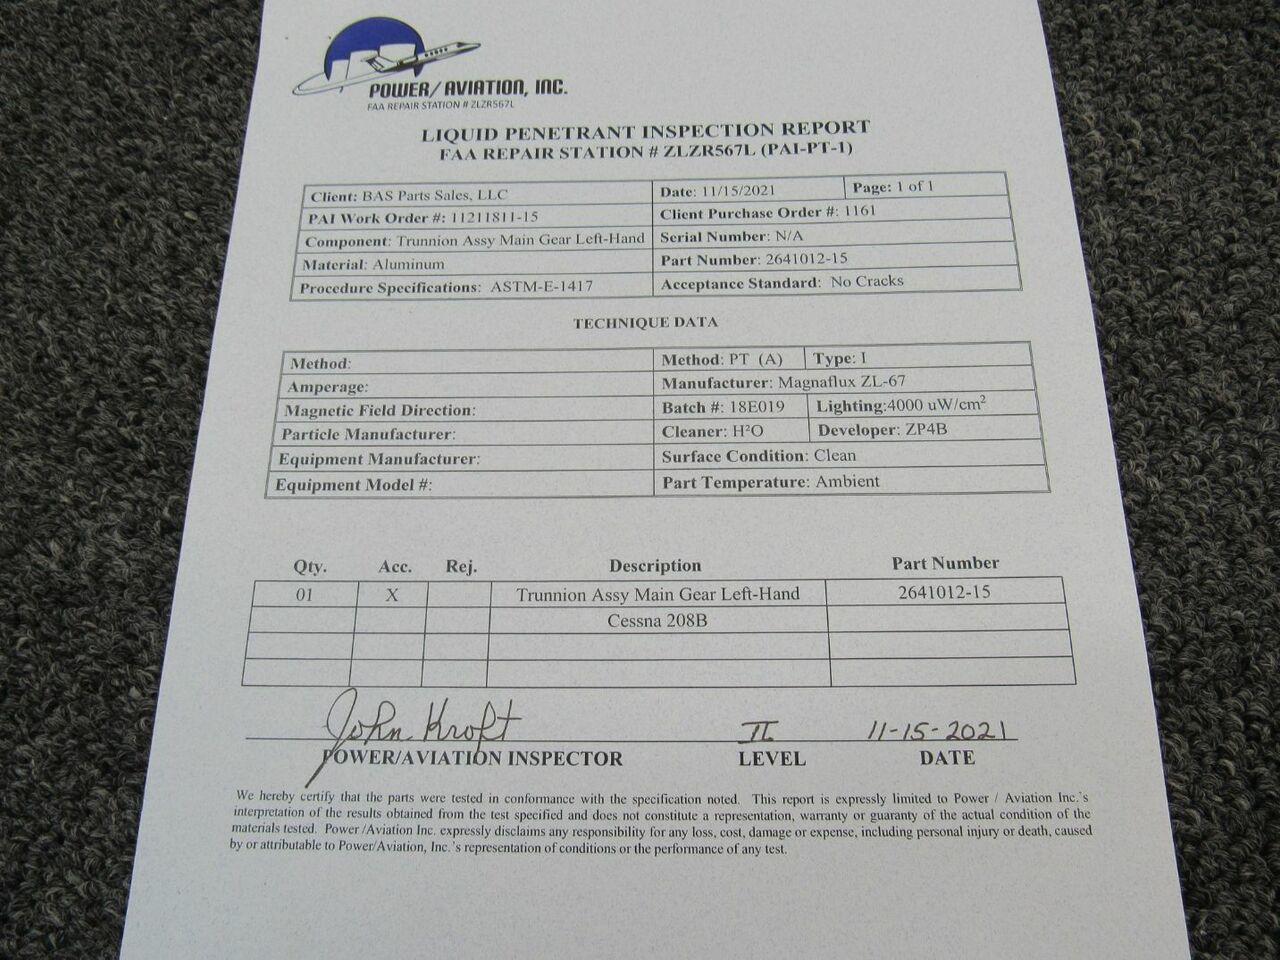 POWER/ AVIATION, INC.
FAA REPAIR STATION # ZLZR567L
LIQUID PENETRANT INSPECTION REPORT
FAA REPAIR STATION # ZLZR567L (PAI-PT-1)
Client: BAS Parts Sales, LLC Date: 11/15/2021 Page: 1 of 1
PAI Work Order #: 11211811-15 Client Purchase Order #: 1161
Component: Trunnion Assy Main Gear Left-Hand Serial Number: N/A
Material: Aluminum Part Number: 2641012-15
Procedure Specifications: ASTM-E-1417 Acceptance Standard: No Cracks
TECHNIQUE DATA
Method: Method: PT (A) Type: I
Amperage: Manufacturer: Magnaflux ZL-67
Magnetic Field Direction: Batch #: 18E019 Lighting:4000 uW/cm²
Particle Manufacturer: Cleaner: H²O Developer: ZP4B
Equipment Manufacturer: Surface Condition: Clean
Equipment Model #: Part Temperature: Ambient
Qty. Acc. Rej. Description Part Number
01 X Trunnion Assy Main Gear Left-Hand 2641012-15
Cessna 208B
John Kroft II 11-15-2021
POWER/AVIATION INSPECTOR LEVEL DATE
We hereby certify that the parts were tested in conformance with the specification noted. This report is expressly limited to Power / Aviation Inc.'s
interpretation of the results obtained from the test specified and does not constitute a representation, warranty or guaranty of the actual condition of the
materials tested. Power /Aviation Inc. expressly disclaims any responsibility for any loss, cost, damage or expense, including personal injury or death, caused
by or attributable to Power/Aviation, Inc.'s representation of conditions or the performance of any test.